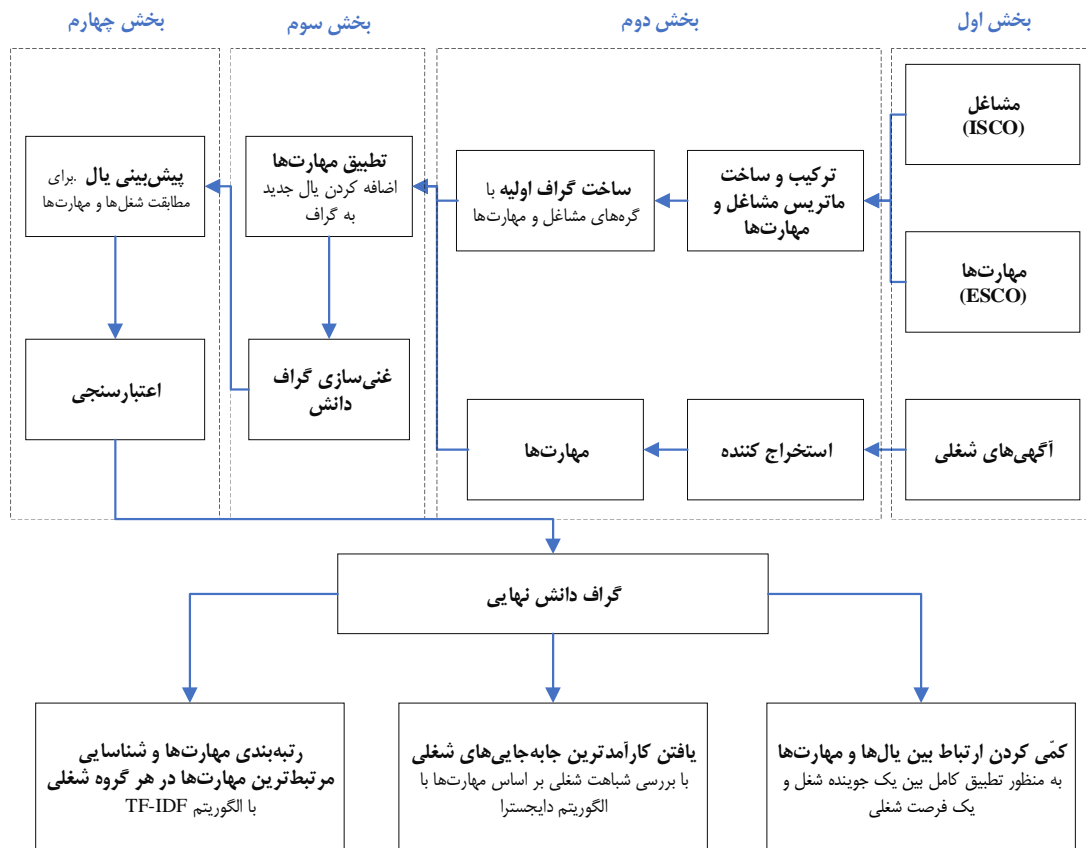 بخش اول
بخش دوم
بخش سوم
بخش چهارم
مشاغل
(ISCO)
مهارت‌ها
(ESCO)
آگهی‌های شغلی
ترکیب و ساخت
ماتریس مشاغل و
مهارت‌ها
ساخت گراف اولیه با
گره‌های مشاغل و مهارت‌ها
استخراج کننده
مهارت‌ها
تطبیق مهارت‌ها
اضافه کردن یال جدید
به گراف
غنی‌سازی گراف
دانش
پیش‌بینی یال .برای
مطابقت شغل‌ها و مهارت‌ها
اعتبارسنجی
گراف دانش نهایی
کمّی کردن ارتباط بین یال‌ها و مهارت‌ها
به منظور تطبیق کامل بین یک جوینده شغل و
یک فرصت شغلی
یافتن کارآمدترین جابه‌جایی‌های شغلی
با بررسی شباهت شغلی بر اساس مهارت‌ها با
الگوریتم دایجسترا
رتبه‌بندی مهارت‌ها و شناسایی
مرتبط‌ترین مهارت‌ها در هر گروه شغلی
با الگوریتم TF-IDF